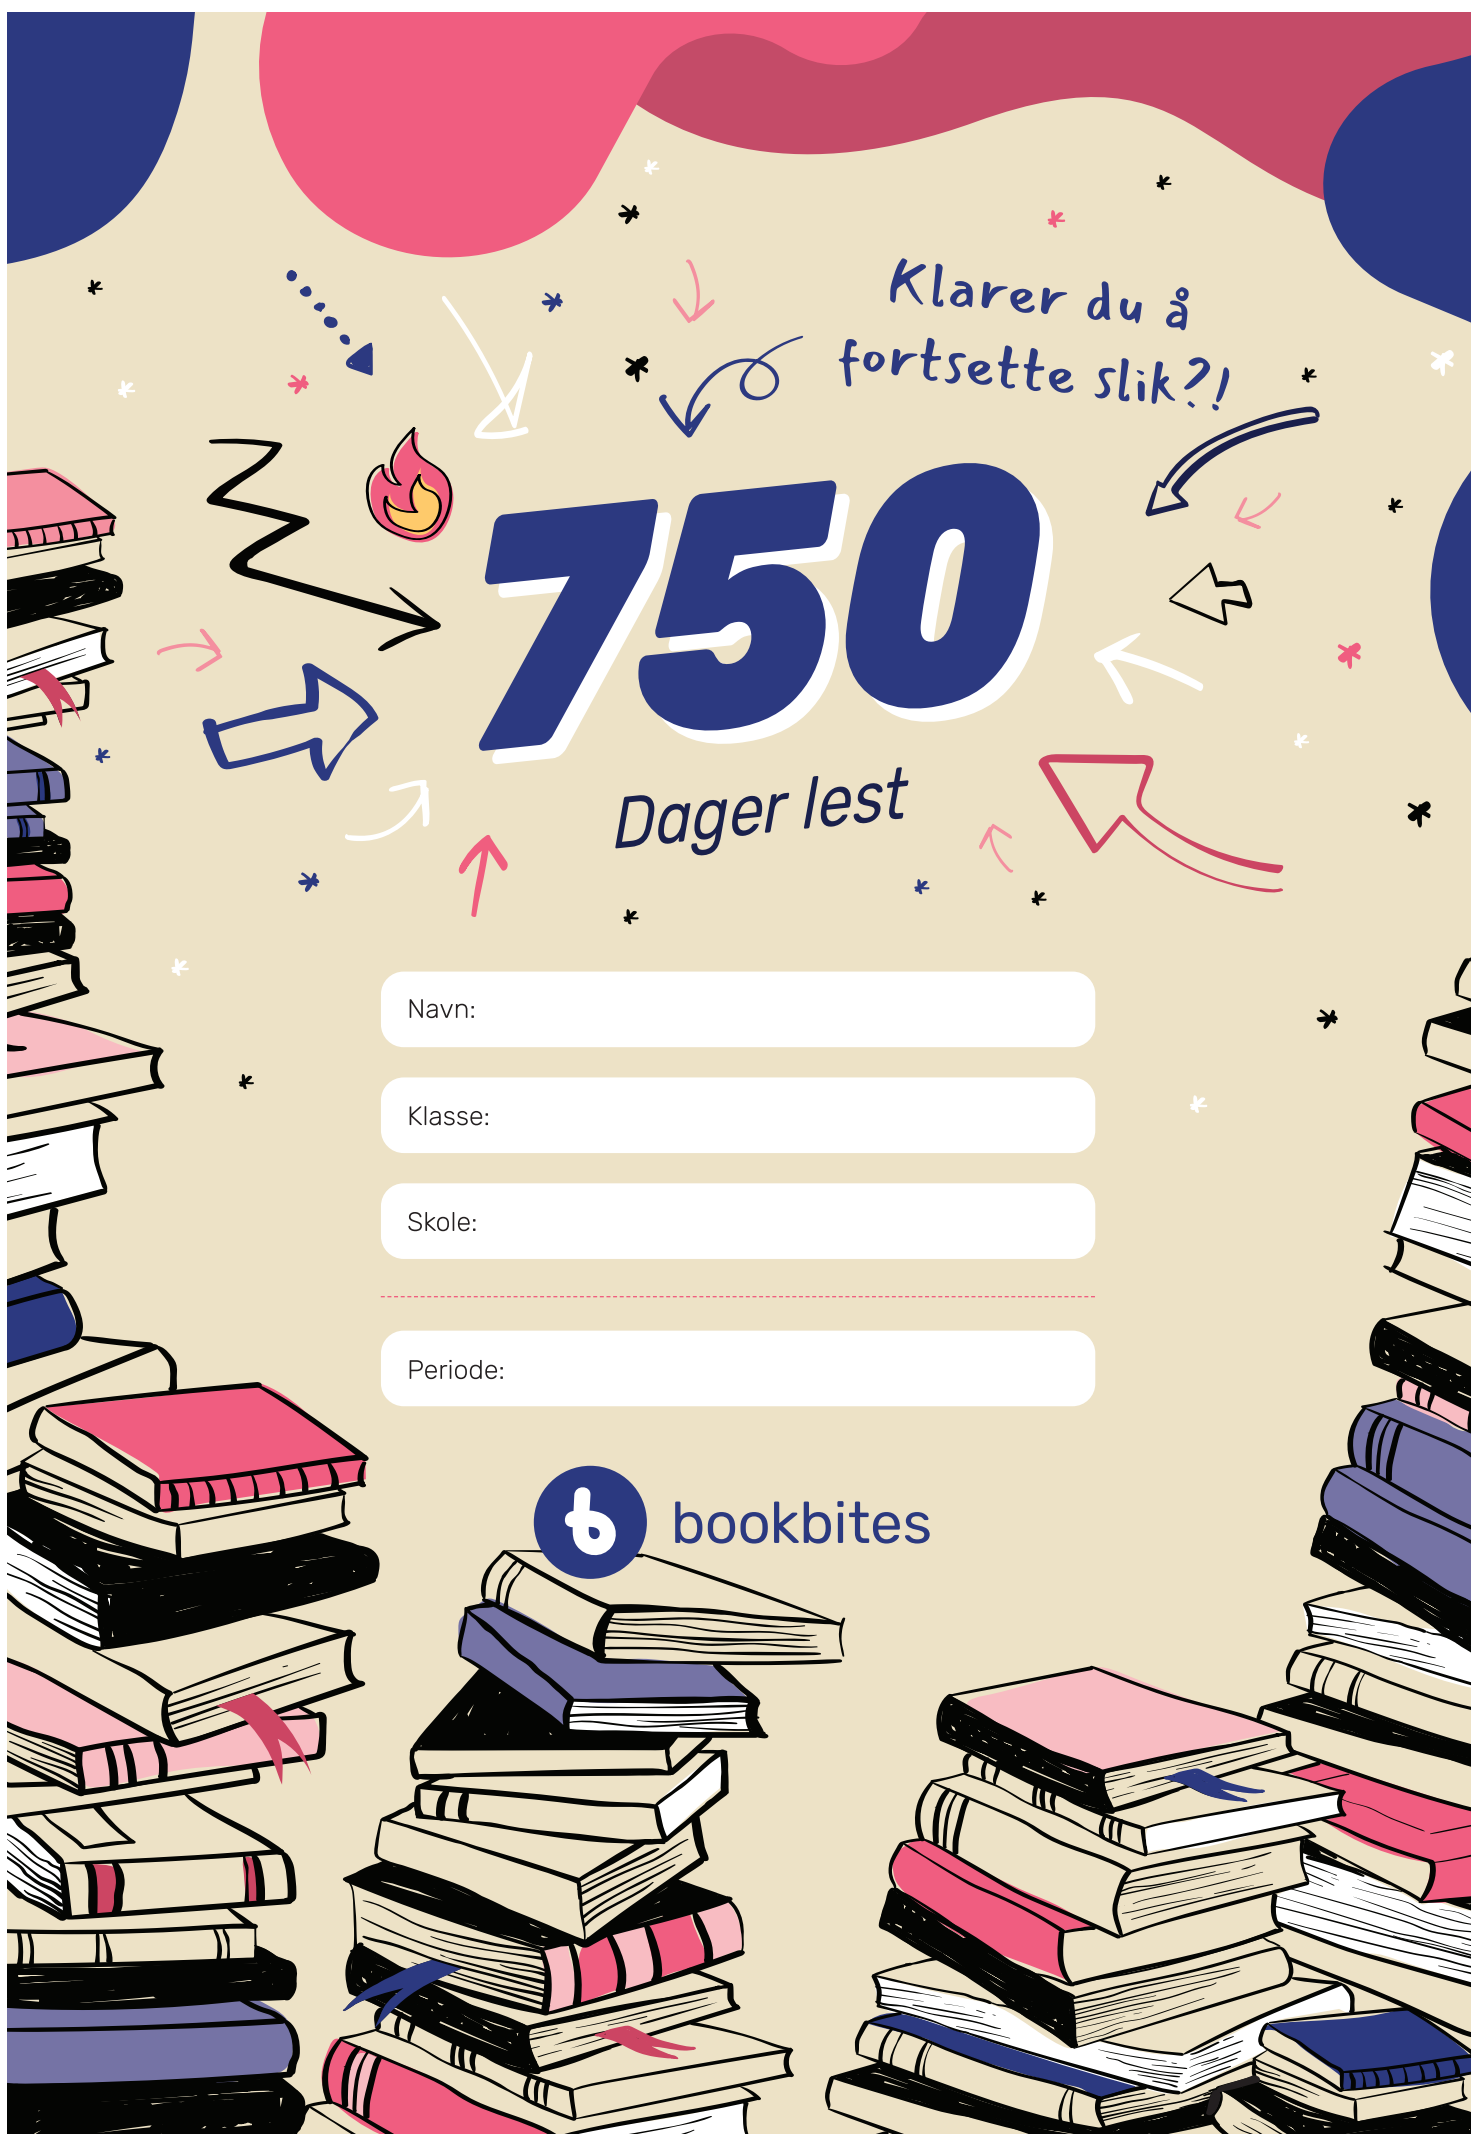 Klarer du å
fortsette slik?!
750
Dager lest
Navn:
Klasse:
Skole:
Periode:
b bookbites